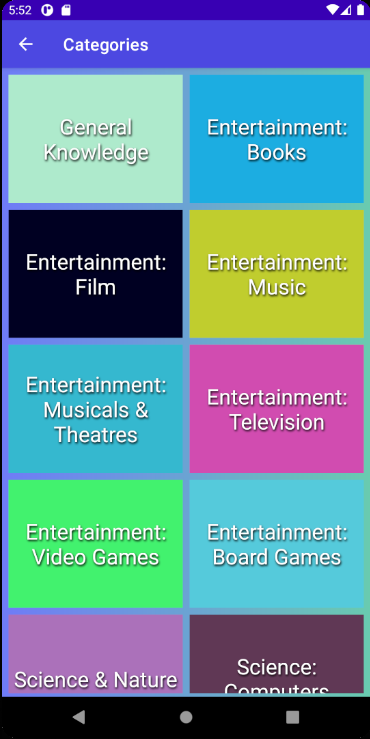 5:52
Categories
General
Knowledge
Entertainment:
Books
Entertainment:
Film
Entertainment:
Music
Entertainment:
Musicals &
Theatres
Entertainment:
Television
Entertainment:
Video Games
Entertainment:
Board Games
Science & Nature
Science:
Computers